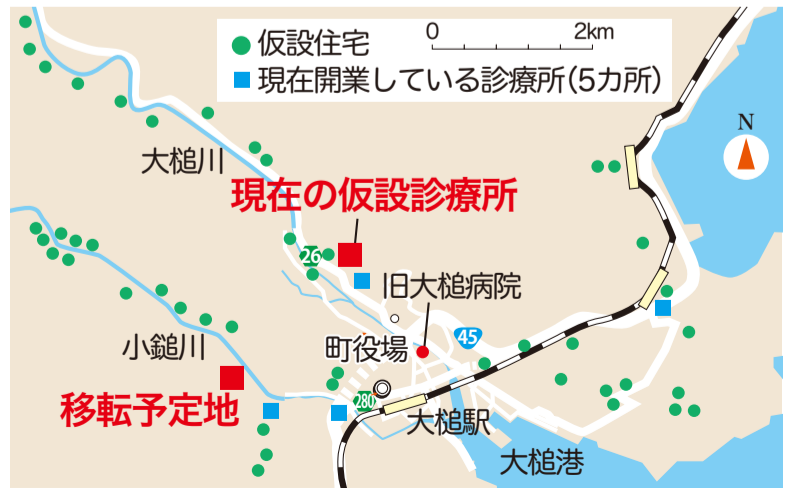 仮設住宅
0 2km
現在開業している診療所(5カ所)
N
大槌川
現在の仮設診療所
26
旧大槌病院
45
町役場
小鎚川
280
移転予定地
大槌駅
大槌港